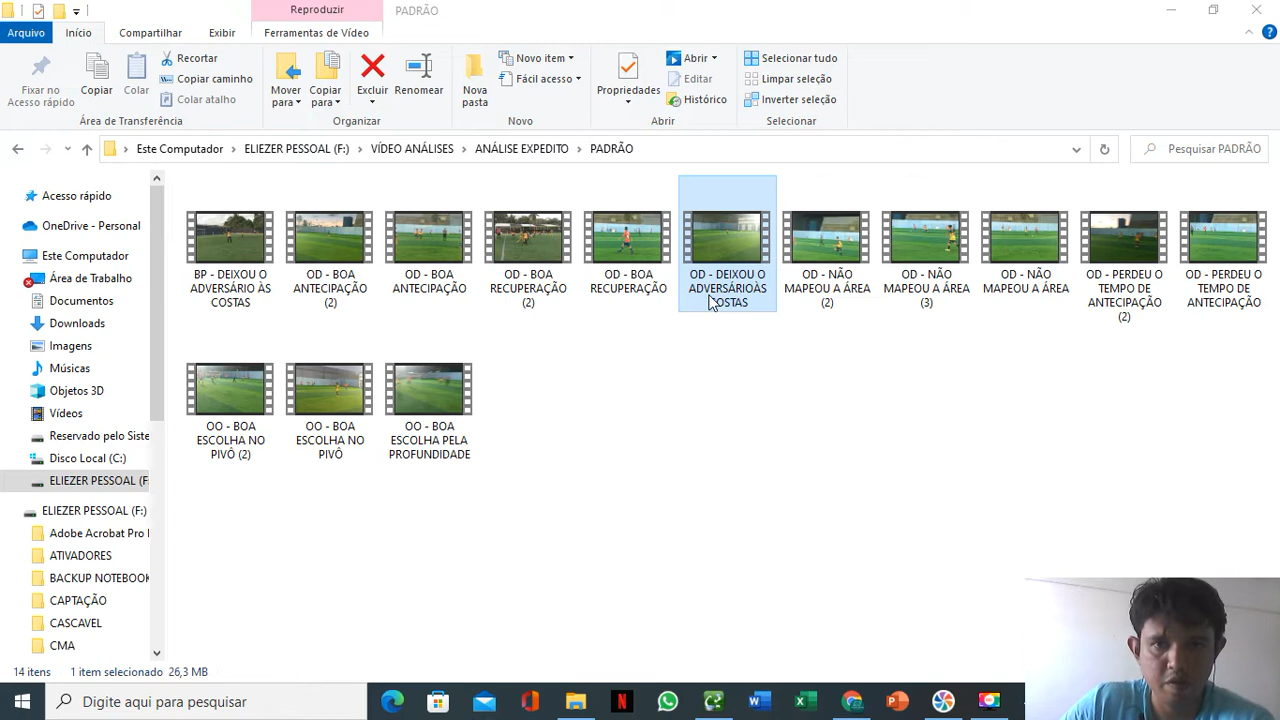 Reproduzir
PADRÃO
Arquivo
Início
Compartilhar
Exibir
Ferramentas de Vídeo
Fixar no
Acesso rápido
Copiar
Colar
Recortar
Copiar caminho
Colar atalho
Área de Transferência
Mover
para
Copiar
para
Excluir
Renomear
Organizar
Nova
pasta
Novo item
Fácil acesso
Novo
Propriedades
Abrir
Editar
Histórico
Abrir
Selecionar tudo
Limpar seleção
Inverter seleção
Selecionar
Este Computador > ELIEZER PESSOAL (F:) > VÍDEO ANÁLISES > ANÁLISE EXPEDITO > PADRÃO
Pesquisar PADRÃO
Acesso rápido
OneDrive - Personal
Este Computador
Área de Trabalho
Documentos
Downloads
Imagens
Músicas
Objetos 3D
Vídeos
Reservado pelo Siste
Disco Local (C:)
ELIEZER PESSOAL (F
ELIEZER PESSOAL (F:)
Adobe Acrobat Pro
ATIVADORES
BACKUP NOTEBOOK
CAPTAÇÃO
CASCAVEL
CMA
BP - DEIXOU O
ADVERSÁRIO ÀS
COSTAS
OD - BOA
ANTECIPAÇÃO
(2)
OD - BOA
ANTECIPAÇÃO
OD - BOA
RECUPERAÇÃO
(2)
OD - BOA
RECUPERAÇÃO
OD - DEIXOU O
ADVERSÁRIOÀS
COSTAS
OD - NÃO
MAPEOU A ÁREA
(2)
OD - NÃO
MAPEOU A ÁREA
(3)
OD - NÃO
MAPEOU A ÁREA
OD - PERDEU O
TEMPO DE
ANTECIPAÇÃO
(2)
OD - PERDEU O
TEMPO DE
ANTECIPAÇÃO
OO - BOA
ESCOLHA NO
PIVÔ (2)
OO - BOA
ESCOLHA NO
PIVÔ
OO - BOA
ESCOLHA PELA
PROFUNDIDADE
14 itens
1 item selecionado 26,3 MB
Digite aqui para pesquisar